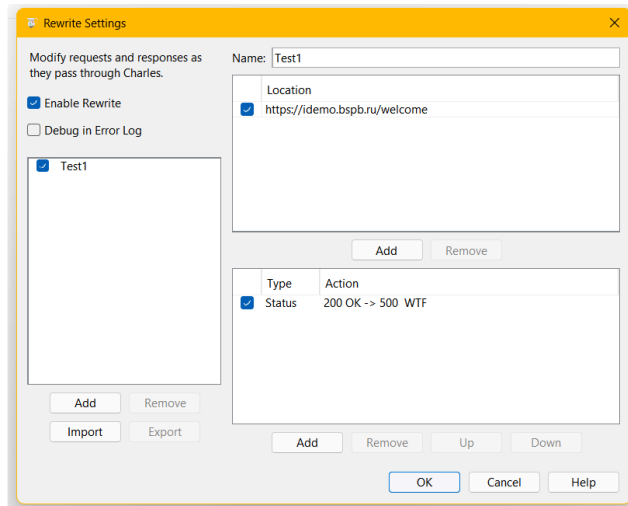 Rewrite Settings
Modify requests and responses as
they pass through Charles.
Enable Rewrite
Debug in Error Log
Test1
Add Remove
Import Export
Name: Test1
Location
https://idemo.bspb.ru/welcome
Add Remove
Type Action
Status 200 OK -> 500 WTF
Add Remove Up Down
OK Cancel Help